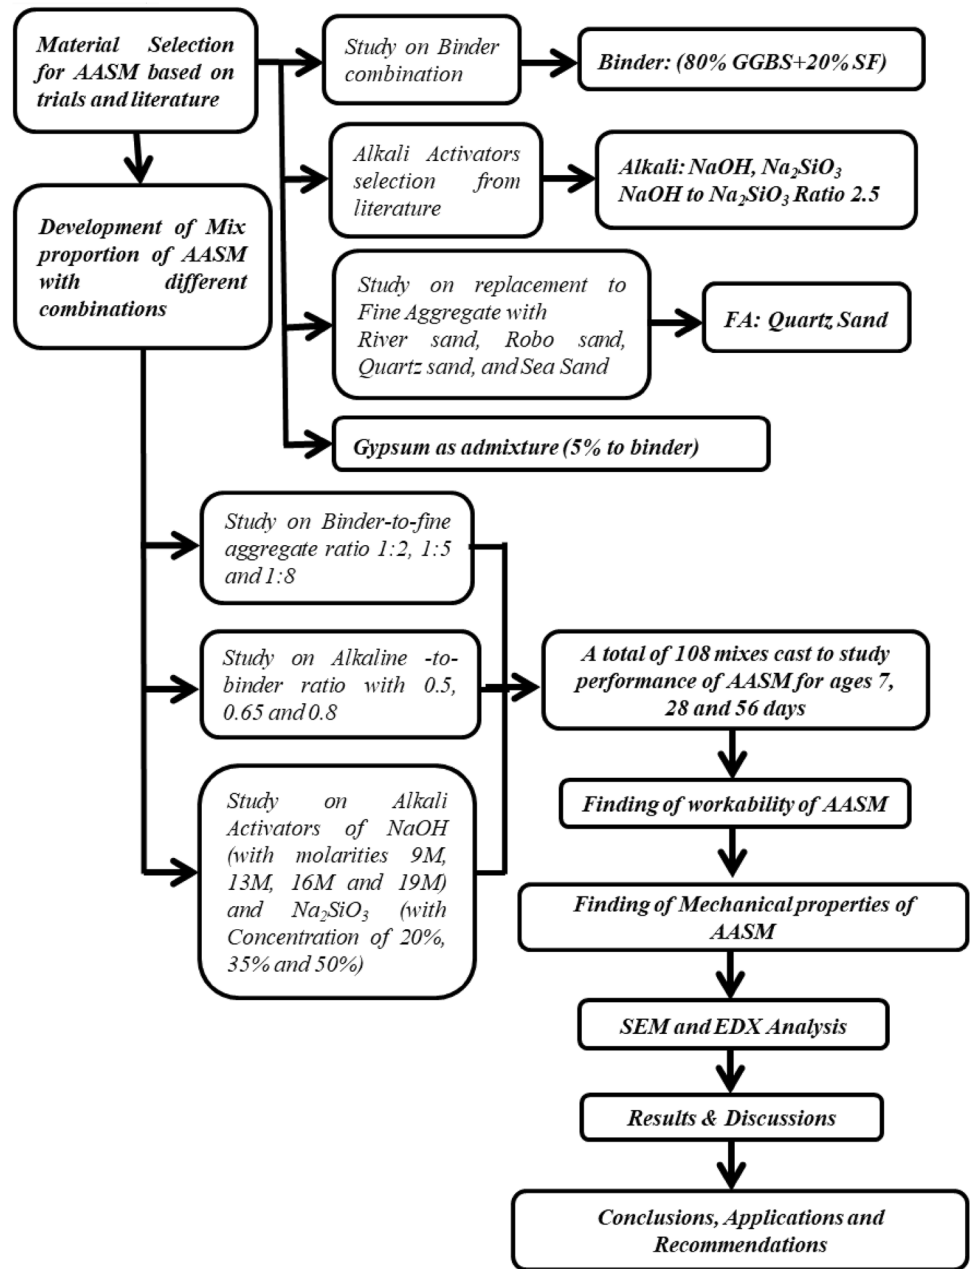 Material Selection
for AASM based on
trials and literature
Study on Binder
combination
Binder: (80% GGBS+20% SF)
Alkali Activators
selection from
literature
Alkali: NaOH, Na₂SiO₃
NaOH to Na₂SiO₃ Ratio 2.5
Development of Mix
proportion of AASM
with different
combinations
Study on replacement to
Fine Aggregate with
River sand, Robo sand,
Quartz sand, and Sea Sand
FA: Quartz Sand
Gypsum as admixture (5% to binder)
Study on Binder-to-fine
aggregate ratio 1:2, 1:5
and 1:8
Study on Alkaline -to-
binder ratio with 0.5,
0.65 and 0.8
Study on Alkali
Activators of NaOH
(with molarities 9M,
13M, 16M and 19M)
and Na₂SiO₃ (with
Concentration of 20%,
35% and 50%)
A total of 108 mixes cast to study
performance of AASM for ages 7,
28 and 56 days
Finding of workability of AASM
Finding of Mechanical properties of
AASM
SEM and EDX Analysis
Results & Discussions
Conclusions, Applications and
Recommendations